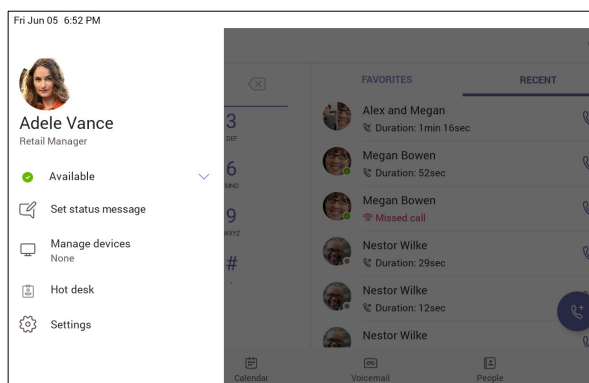 Fri Jun 05 6:52 PM
Adele Vance
Retail Manager
Available
Set status message
Manage devices
None
Hot desk
Settings
3
DEF
6
MNO
9
WXYZ
#
FAVORITES
RECENT
Alex and Megan
Duration: 1min 16sec
Megan Bowen
Duration: 52sec
Megan Bowen
Missed call
Nestor Wilke
Duration: 29sec
Nestor Wilke
Duration: 12sec
Nestor Wilke
Calendar
Voicemail
People